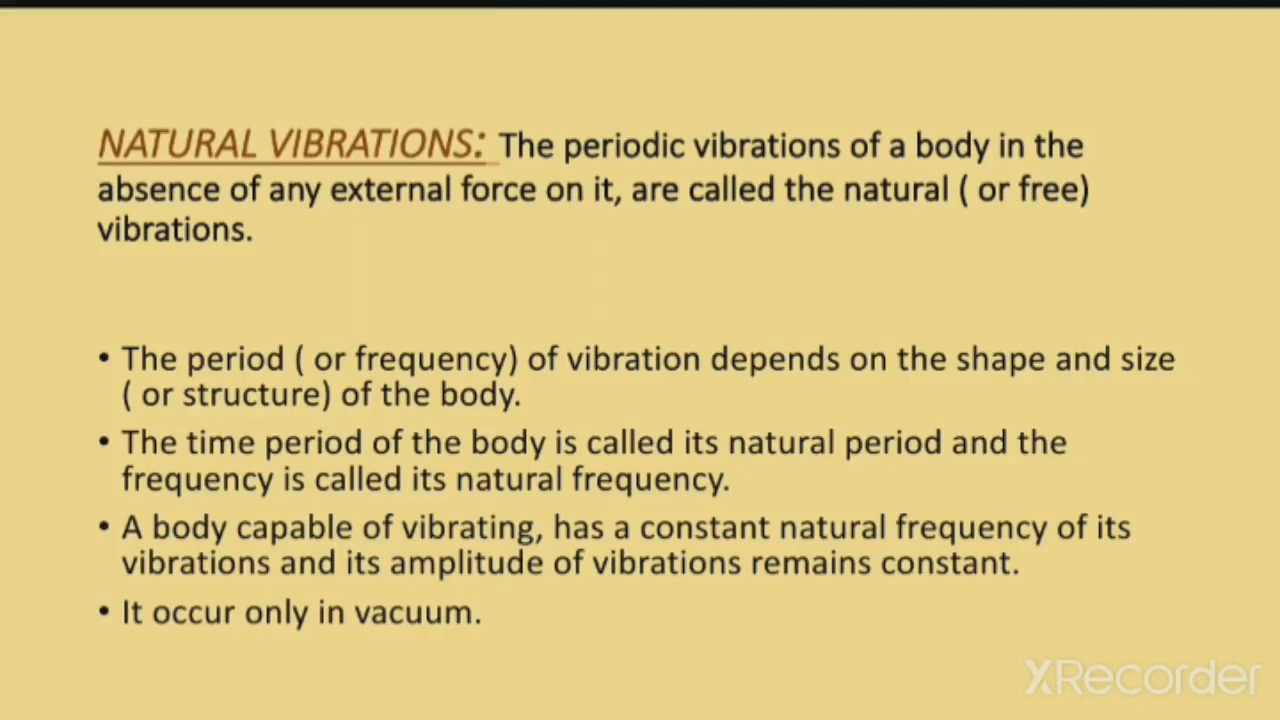 NATURAL VIBRATIONS: The periodic vibrations of a body in the
absence of any external force on it, are called the natural ( or free)
vibrations.
• The period ( or frequency) of vibration depends on the shape and size
( or structure) of the body.
• The time period of the body is called its natural period and the
frequency is called its natural frequency.
• A body capable of vibrating, has a constant natural frequency of its
vibrations and its amplitude of vibrations remains constant.
• It occur only in vacuum.
XRecorder